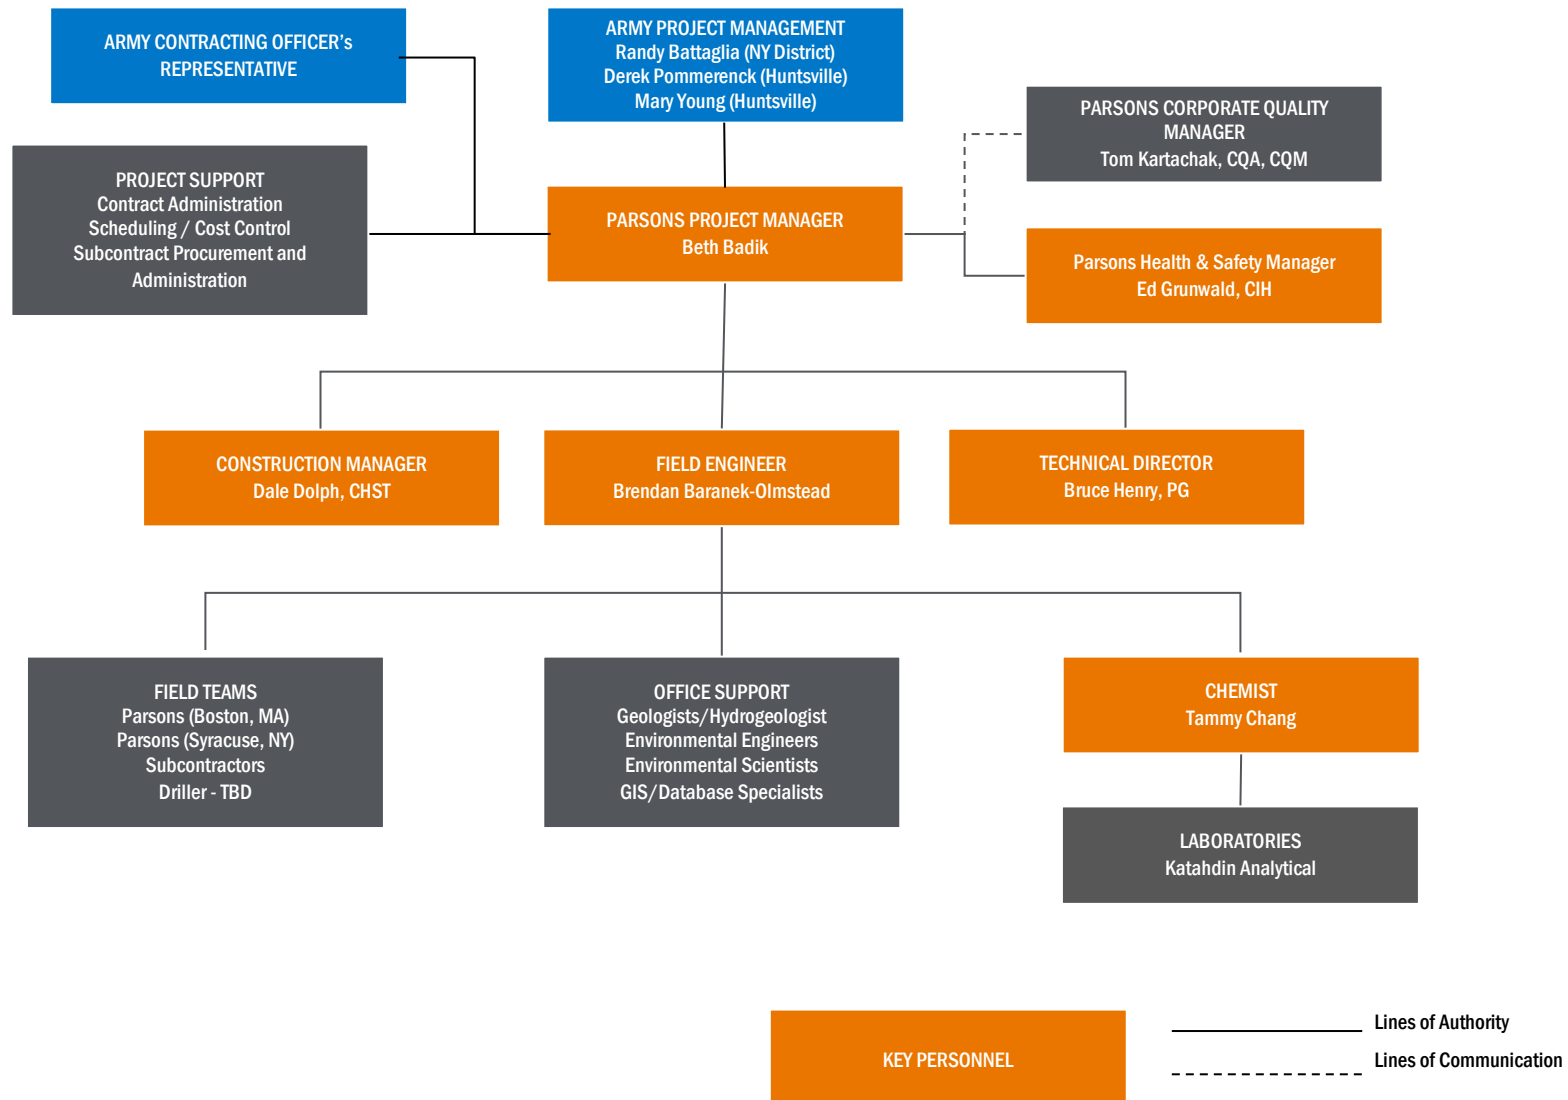 ARMY CONTRACTING OFFICER's
REPRESENTATIVE
ARMY PROJECT MANAGEMENT
Randy Battaglia (NY District)
Derek Pommerenck (Huntsville)
Mary Young (Huntsville)
PARSONS CORPORATE QUALITY
MANAGER
Tom Kartachak, CQA, CQM
PROJECT SUPPORT
Contract Administration
Scheduling / Cost Control
Subcontract Procurement and
Administration
PARSONS PROJECT MANAGER
Beth Badik
Parsons Health & Safety Manager
Ed Grunwald, CIH
CONSTRUCTION MANAGER
Dale Dolph, CHST
FIELD ENGINEER
Brendan Baranek-Olmstead
TECHNICAL DIRECTOR
Bruce Henry, PG
FIELD TEAMS
Parsons (Boston, MA)
Parsons (Syracuse, NY)
Subcontractors
Driller - TBD
OFFICE SUPPORT
Geologists/Hydrogeologist
Environmental Engineers
Environmental Scientists
GIS/Database Specialists
CHEMIST
Tammy Chang
LABORATORIES
Katahdin Analytical
KEY PERSONNEL
Lines of Authority
Lines of Communication